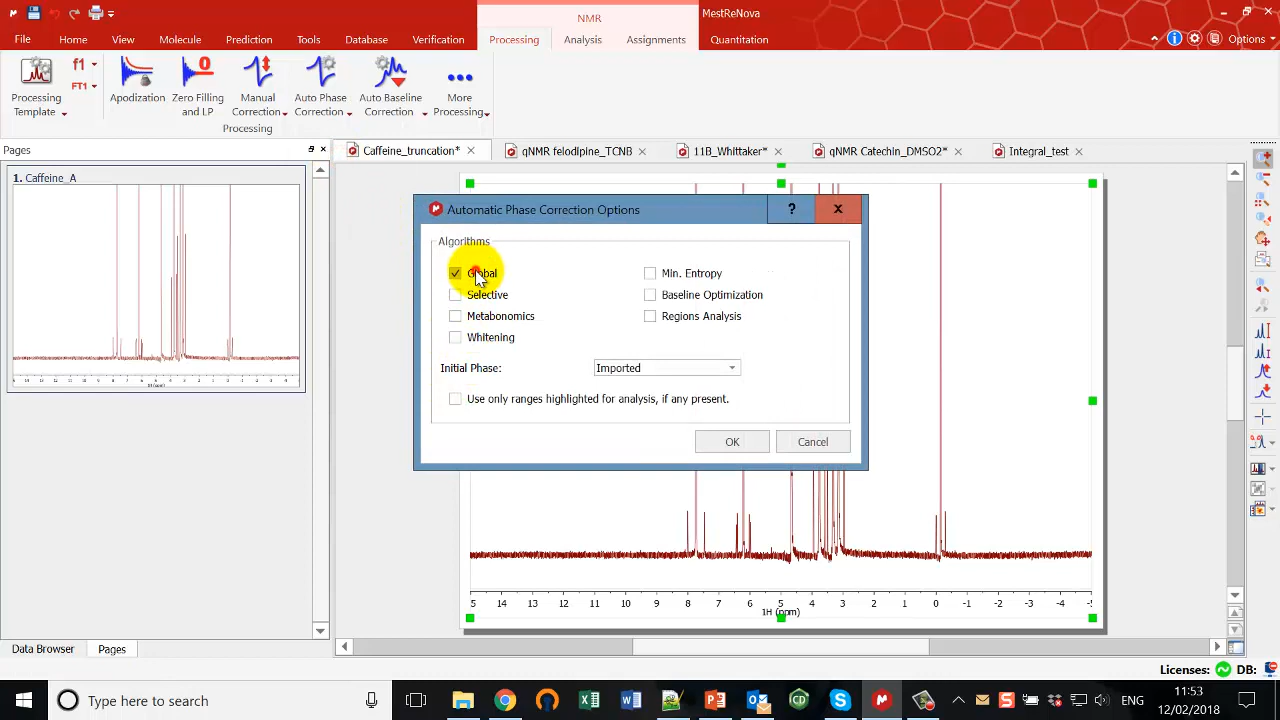 NMR
MestReNova
File Home View Molecule Prediction Tools Database Verification Processing Analysis Assignments Quantitation Options
f1
FT1
Processing
Template
Apodization
Zero Filling
and LP
Manual
Correction
Auto Phase
Correction
Auto Baseline
Correction
More
Processing
Processing
Pages
Caffeine_truncation* qNMR felodipine_TCNB 11B_Whittaker* qNMR Catechin_DMSO2* Integral_test
1. Caffeine_A
Automatic Phase Correction Options
?
Algorithms
Global Min. Entropy
Selective Baseline Optimization
Metabonomics Regions Analysis
Whitening
Initial Phase: Imported
Use only ranges highlighted for analysis, if any present.
OK Cancel
5 13 12 11 10 9 8 7 6 5 4 3 2 1 0 -1 -2 -3 -4 -5
1H (ppm)
Data Browser Pages
Licenses: DB:
Type here to search
ENG
11:53
12/02/2018